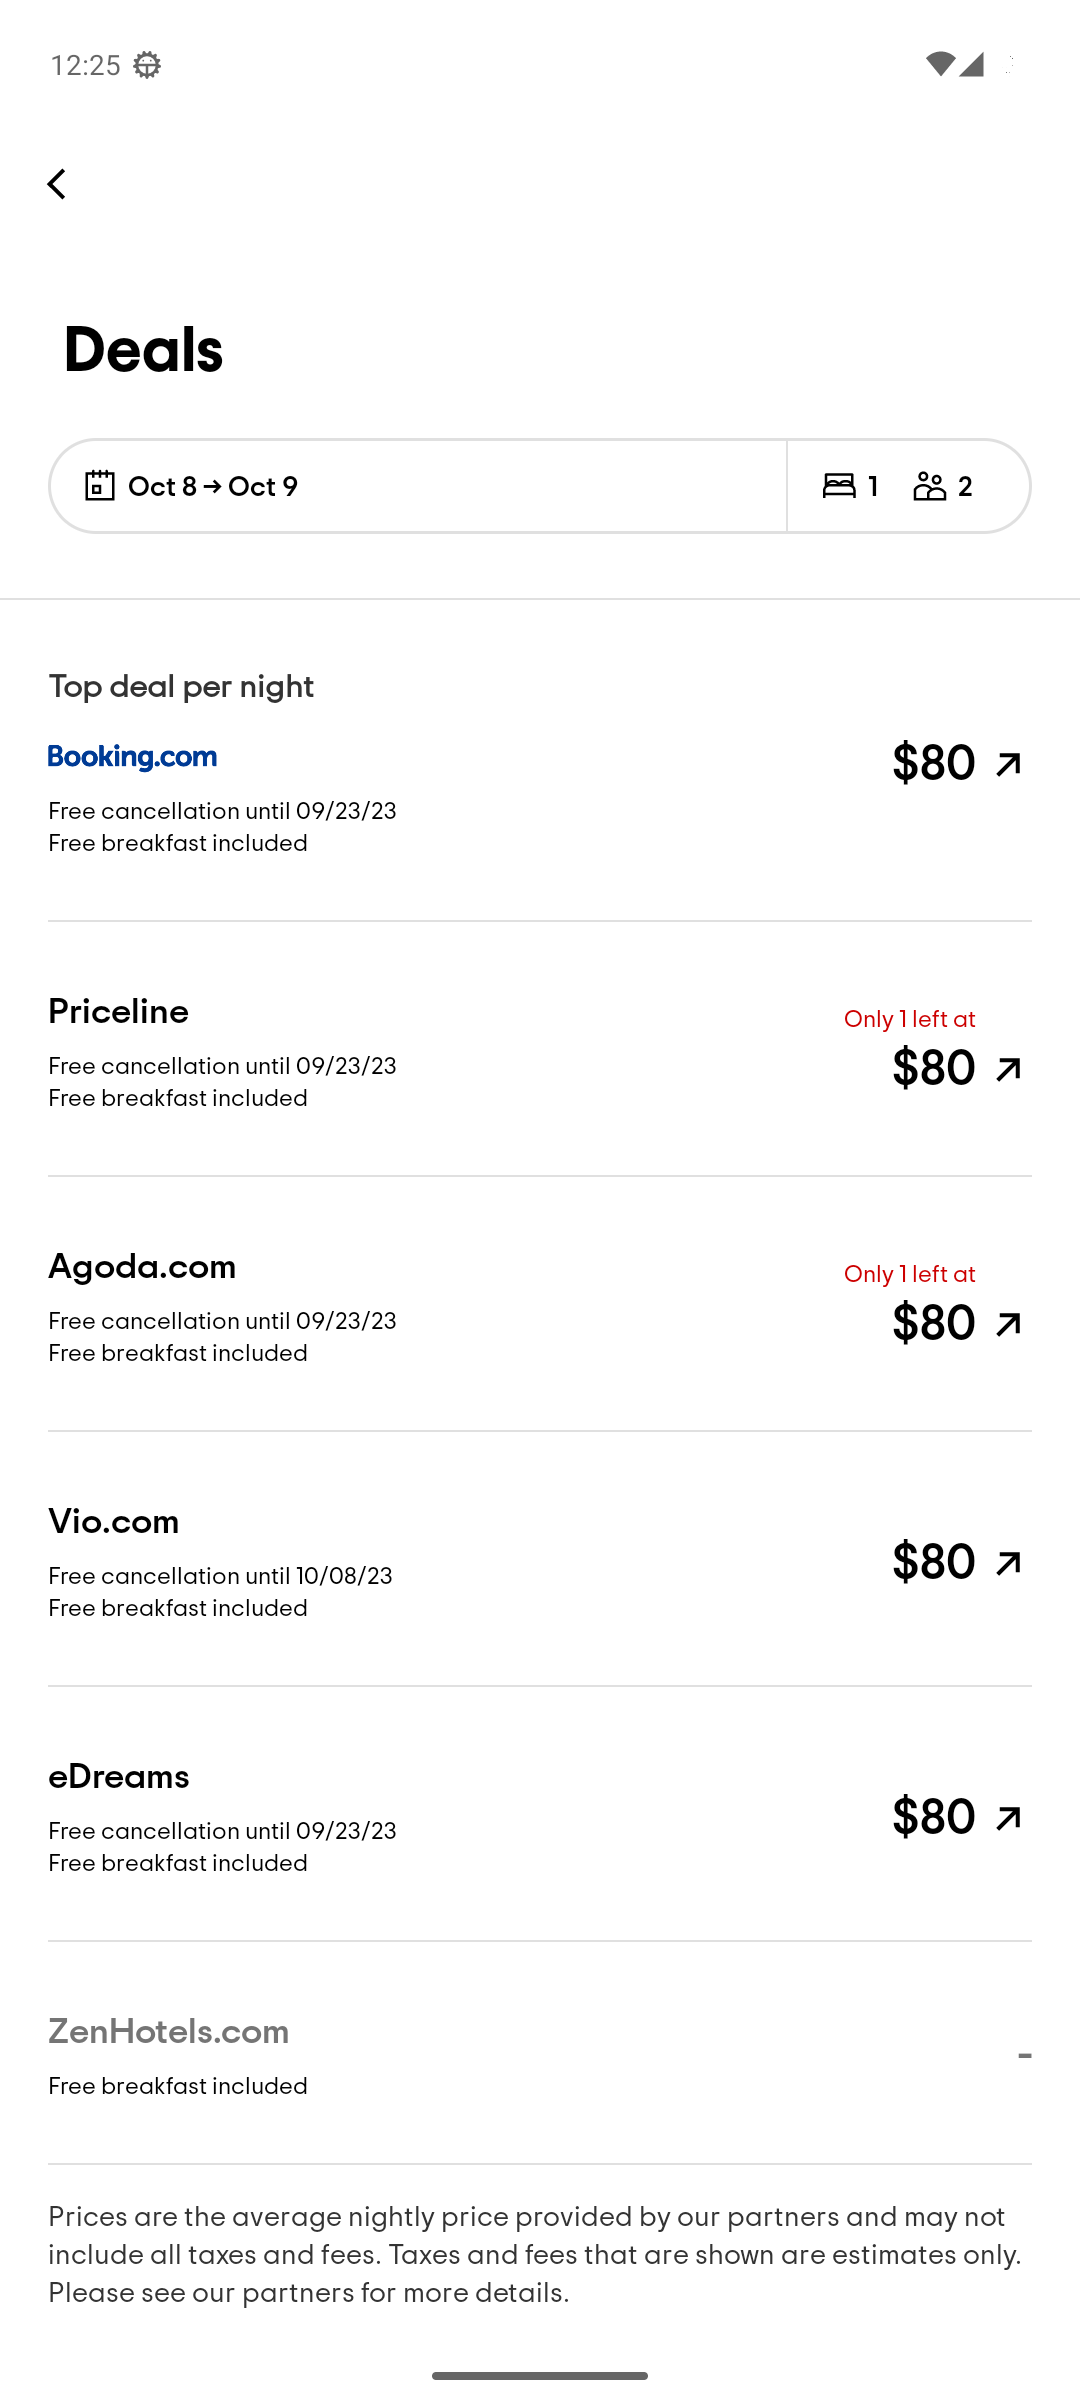 12:25
Deals
Oct 8 → Oct 9
1
2
Top deal per night
Booking.com
$80
Free cancellation until 09/23/23
Free breakfast included
Priceline
Only 1 left at
$80
Free cancellation until 09/23/23
Free breakfast included
Agoda.com
Only 1 left at
$80
Free cancellation until 09/23/23
Free breakfast included
Vio.com
$80
Free cancellation until 10/08/23
Free breakfast included
eDreams
$80
Free cancellation until 09/23/23
Free breakfast included
ZenHotels.com
-
Free breakfast included
Prices are the average nightly price provided by our partners and may not
include all taxes and fees. Taxes and fees that are shown are estimates only.
Please see our partners for more details.